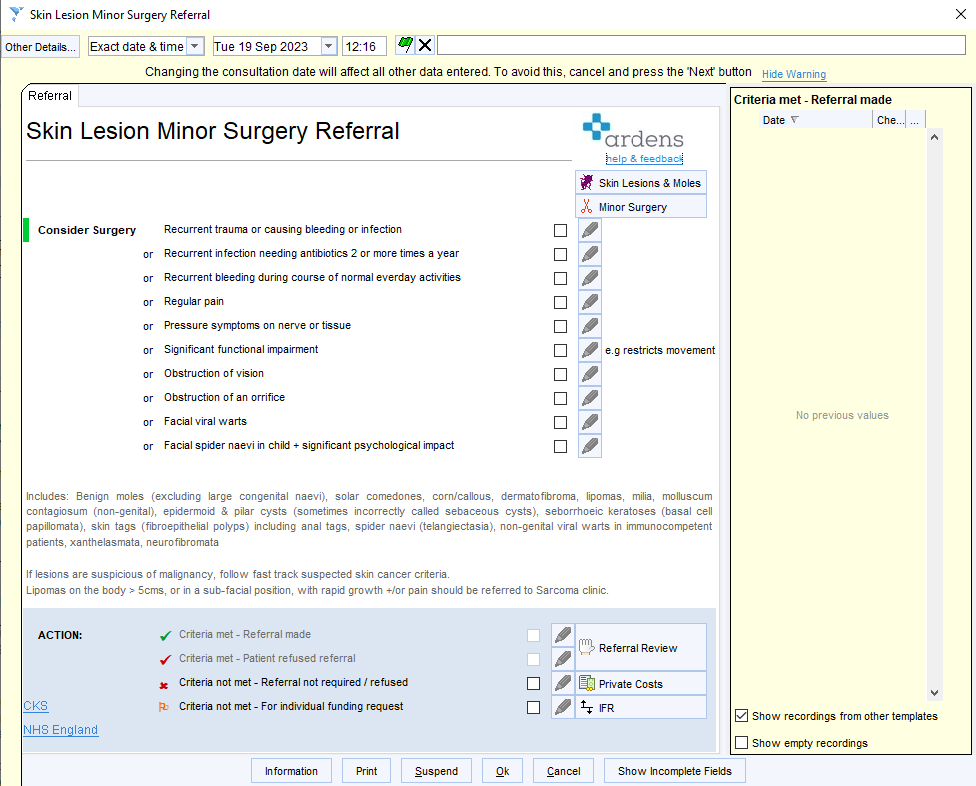 Skin Lesion Minor Surgery Referral
Other Details... Exact date & time Tue 19 Sep 2023 12:16
Changing the consultation date will affect all other data entered. To avoid this, cancel and press the 'Next' button Hide Warning
Referral
Skin Lesion Minor Surgery Referral
ardens
help & feedback
Skin Lesions & Moles
Minor Surgery
Consider Surgery Recurrent trauma or causing bleeding or infection
or Recurrent infection needing antibiotics 2 or more times a year
or Recurrent bleeding during course of normal everday activities
or Regular pain
or Pressure symptoms on nerve or tissue
or Significant functional impairment e.g restricts movement
or Obstruction of vision
or Obstruction of an orrifice
or Facial viral warts
or Facial spider naevi in child + significant psychological impact
Includes: Benign moles (excluding large congenital naevi), solar comedones, corn/callous, dermatofibroma, lipomas, milia, molluscum
contagiosum (non-genital), epidermoid & pilar cysts (sometimes incorrectly called sebaceous cysts), seborrhoeic keratoses (basal cell
papillomata), skin tags (fibroepithelial polyps) including anal tags, spider naevi (telangiectasia), non-genital viral warts in immunocompetent
patients, xanthelasmata, neurofibromata
If lesions are suspicious of malignancy, follow fast track suspected skin cancer criteria.
Lipomas on the body > 5cms, or in a sub-facial position, with rapid growth +/or pain should be referred to Sarcoma clinic.
ACTION: Criteria met - Referral made
Criteria met - Patient refused referral
Referral Review
Criteria not met - Referral not required / refused Private Costs
Criteria not met - For individual funding request IFR
CKS
NHS England
Criteria met - Referral made
Date Che... ...
No previous values
Show recordings from other templates
Show empty recordings
Information Print Suspend Ok Cancel Show Incomplete Fields